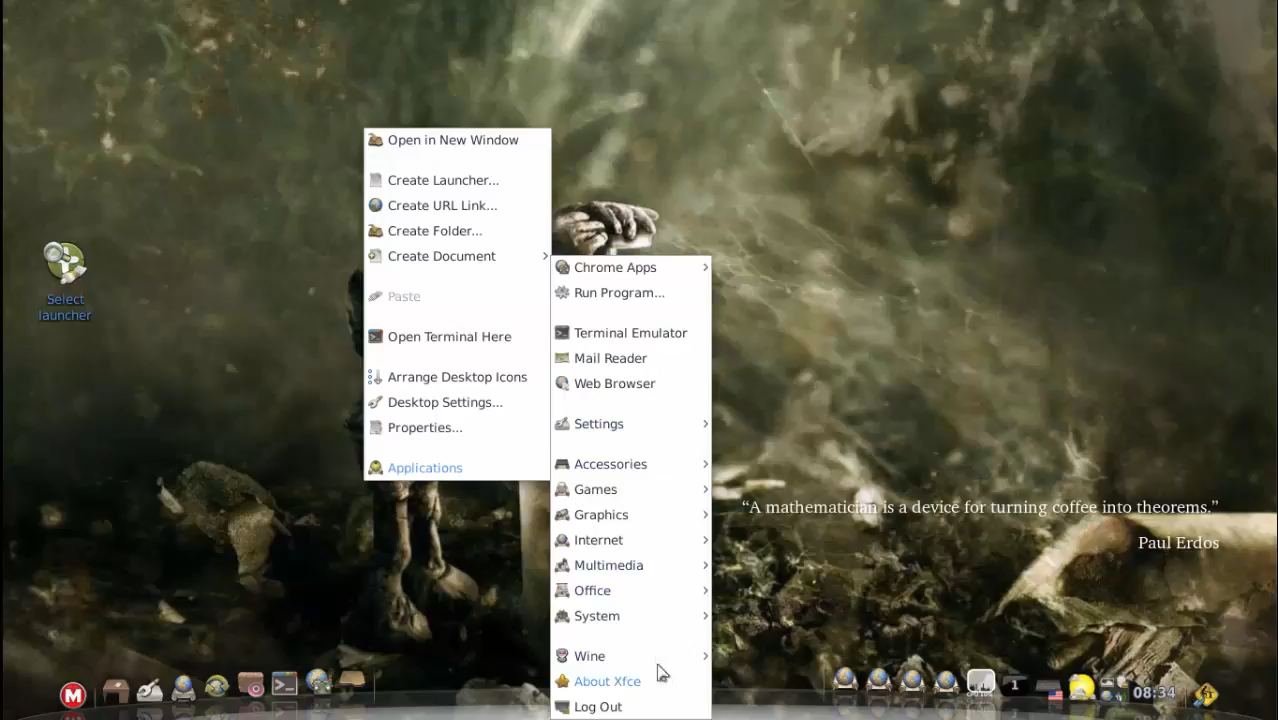 Open in New Window
Create Launcher...
Create URL Link...
Create Folder...
Create Document
Paste
Open Terminal Here
Arrange Desktop Icons
Desktop Settings...
Properties...
Applications
Chrome Apps
Run Program...
Terminal Emulator
Mail Reader
Web Browser
Settings
Accessories
Games
Graphics
Internet
Multimedia
Office
System
Wine
About Xfce
Log Out
Select
launcher
“A mathematician is a device for turning coffee into theorems.”
Paul Erdos
M
1
08:34